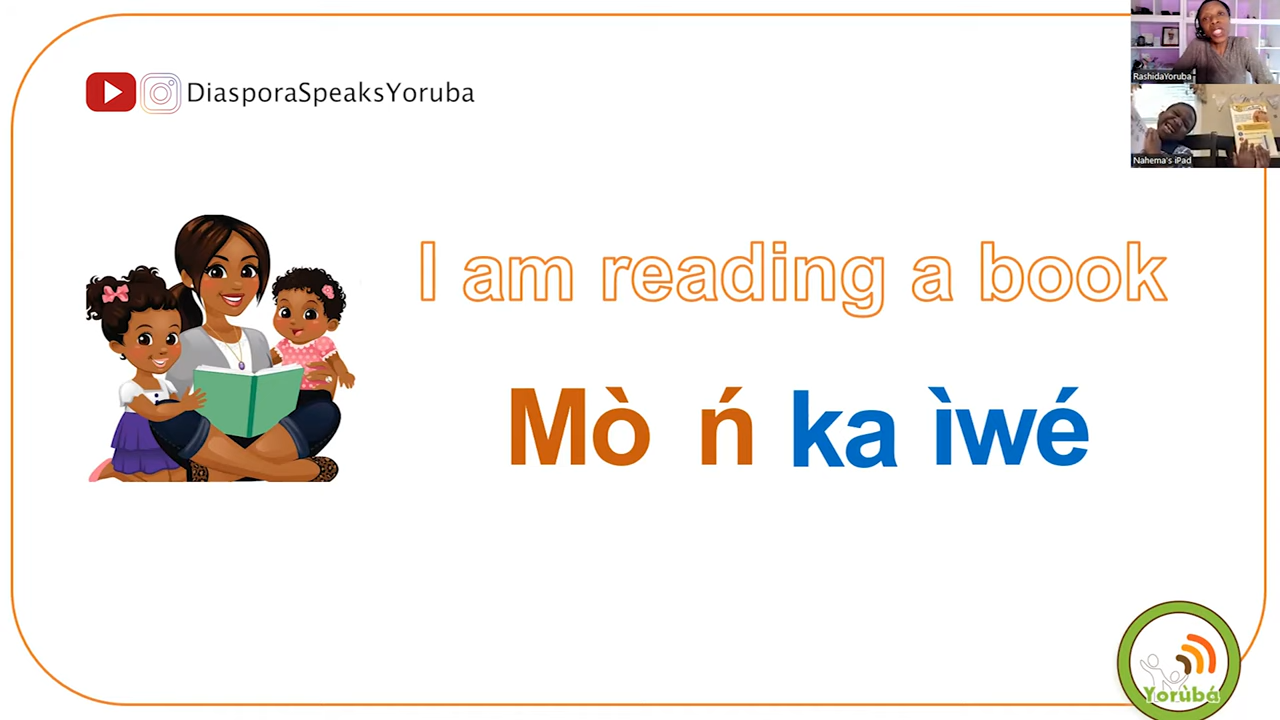 DiasporaSpeaksYoruba
RashidaYoruba
Nahema's iPad
I am reading a book
Mò ń ka ìwé
Yorùbá